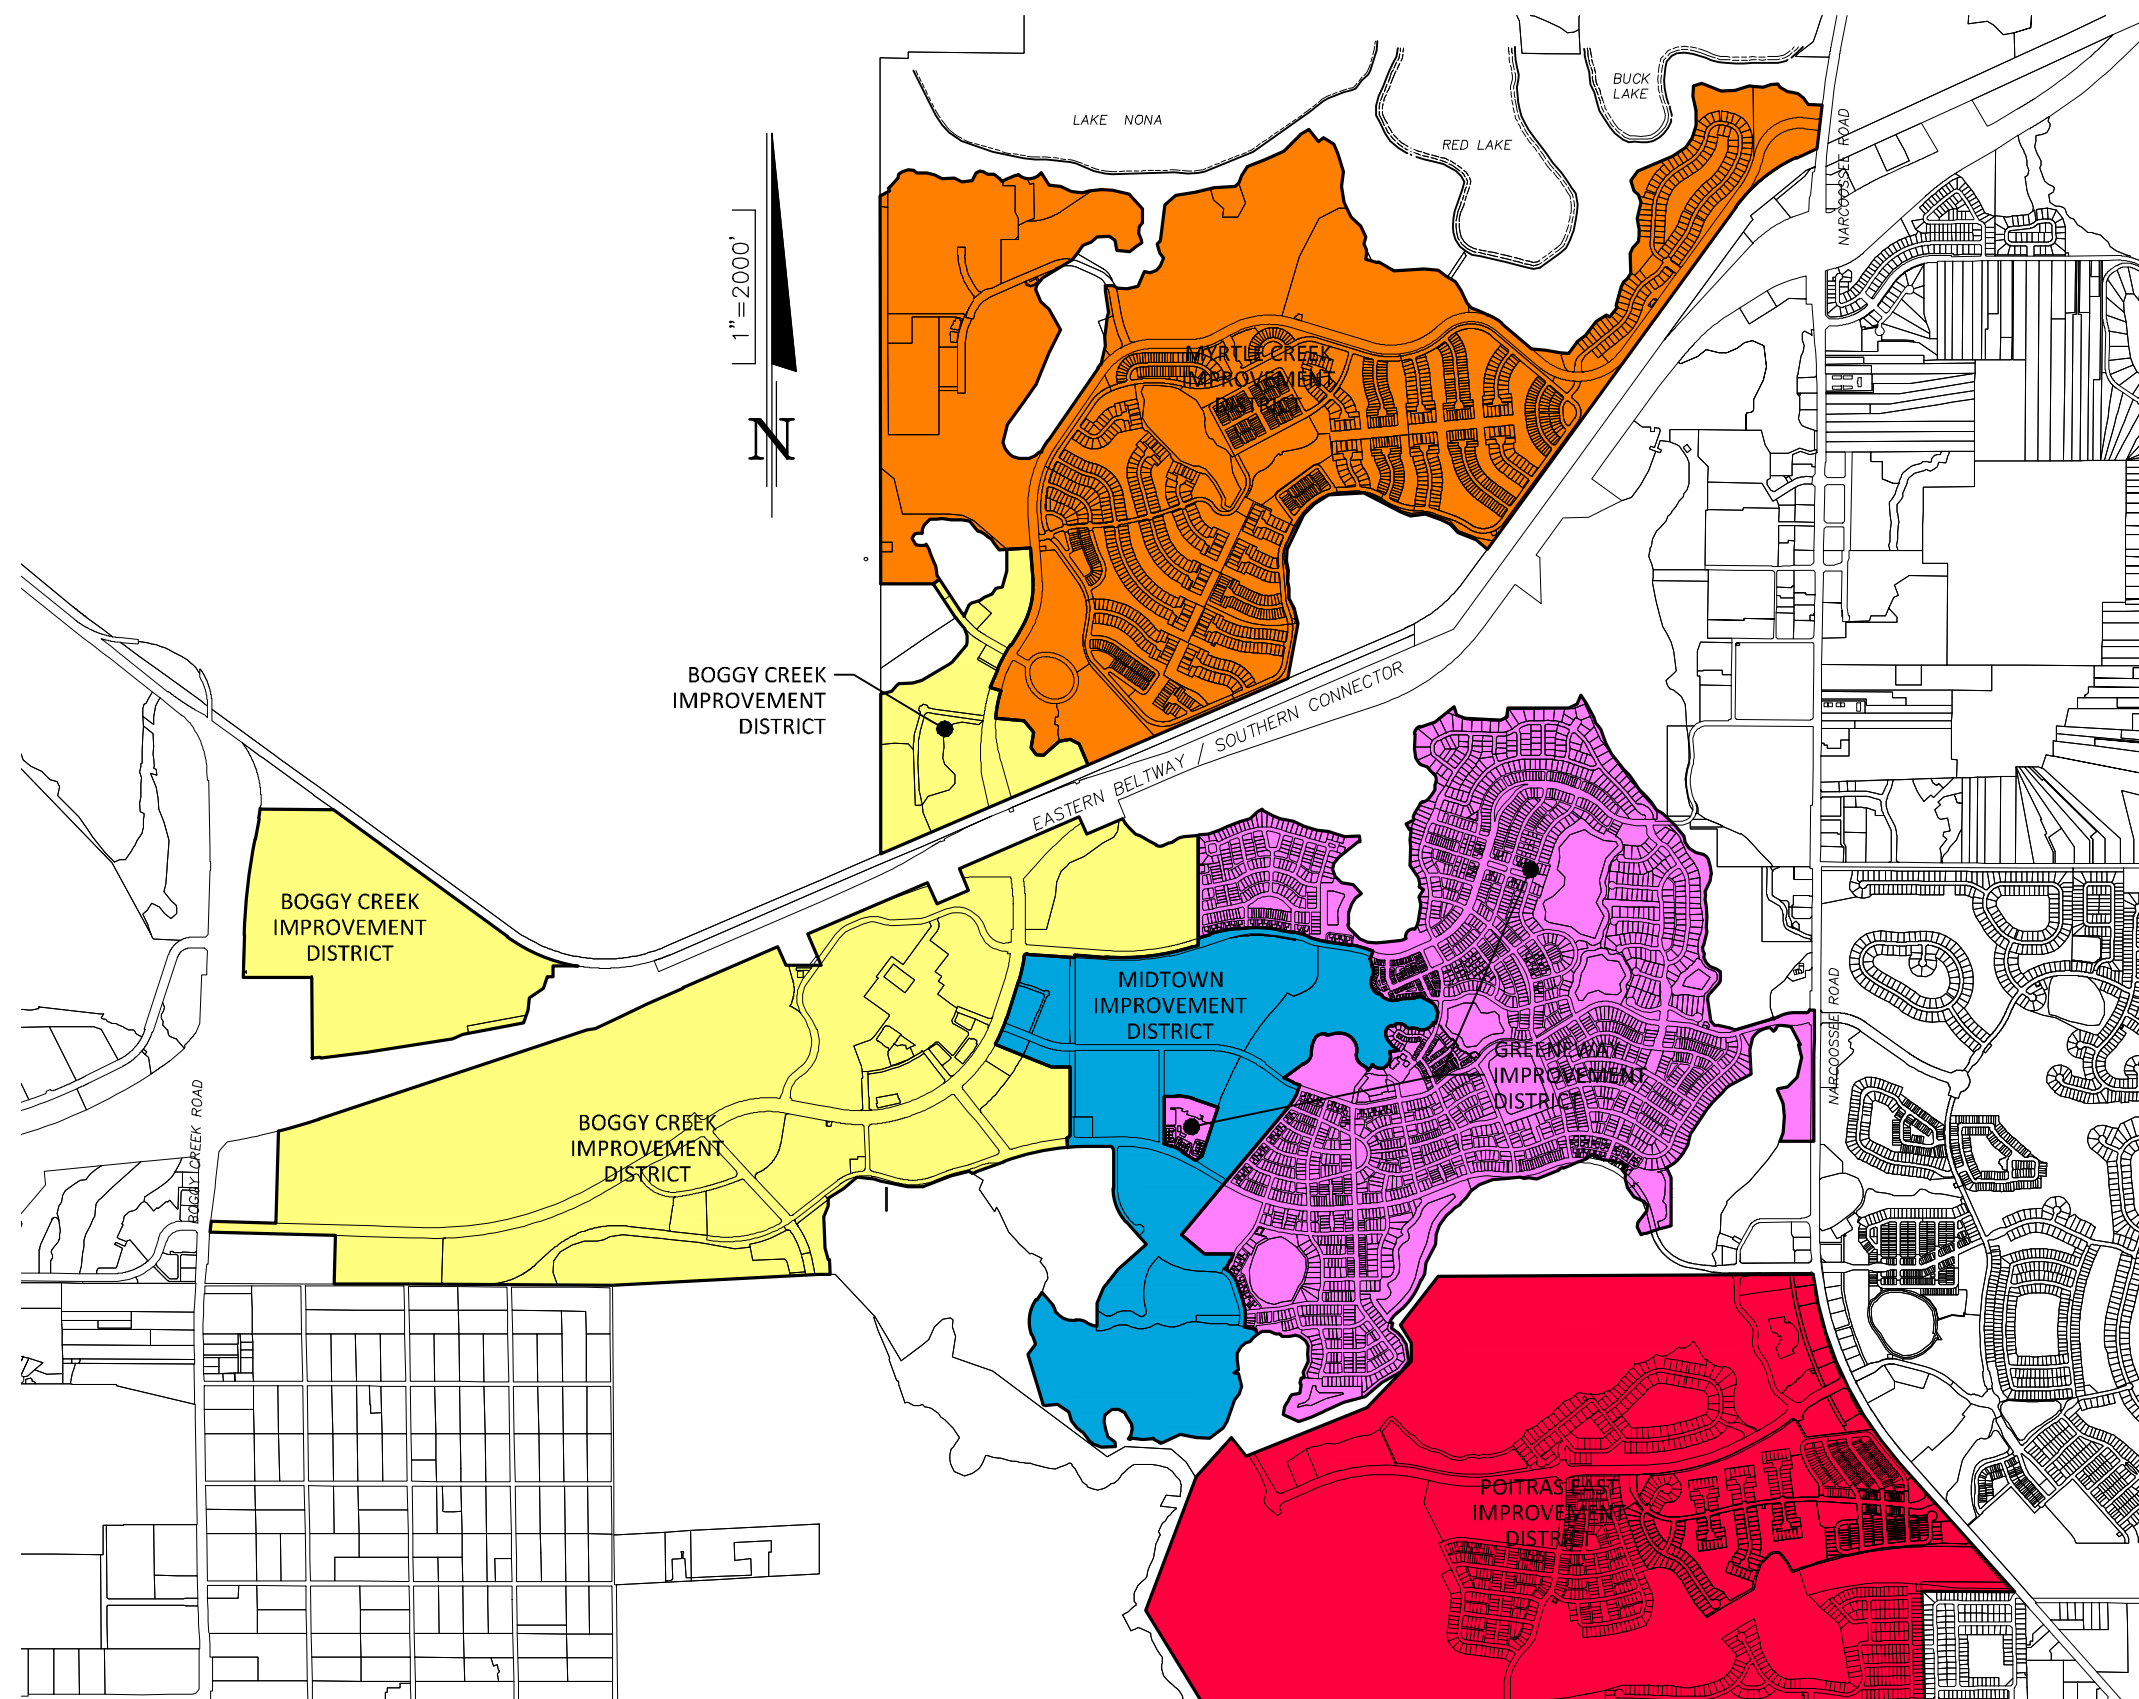 BUCK
LAKE
LAKE NONA
RED LAKE
NARCOOSSEE ROAD
1"=2000'
N
MYRTLE CREEK
IMPROVEMENT
DISTRICT
BOGGY CREEK
IMPROVEMENT
DISTRICT
EASTERN BELTWAY / SOUTHERN CONNECTOR
BOGGY CREEK
IMPROVEMENT
DISTRICT
MIDTOWN
IMPROVEMENT
DISTRICT
NARCOOSSEE ROAD
GREENEWAY
IMPROVEMENT
DISTRICT
BOGGY CREEK ROAD
BOGGY CREEK
IMPROVEMENT
DISTRICT
POITRAS EAST
IMPROVEMENT
DISTRICT